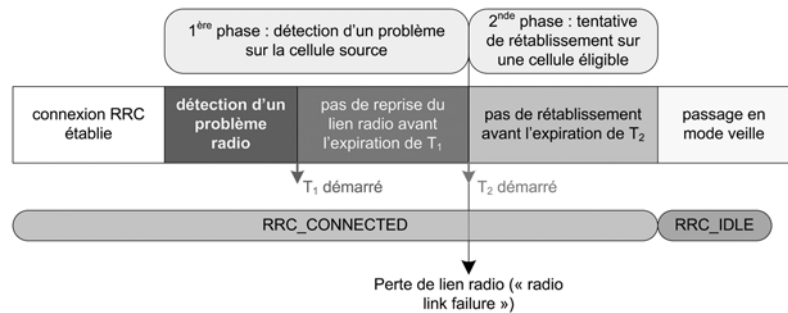 1ère phase : détection d'un problème
sur la cellule source
2nde phase : tentative
de rétablissement sur
une cellule éligible
connexion RRC
établie
détection d'un
problème
radio
pas de reprise du
lien radio avant
l'expiration de T1
pas de rétablissement
avant l'expiration de T2
passage en
mode veille
T1 démarré
T2 démarré
RRC_CONNECTED
RRC_IDLE
Perte de lien radio (« radio
link failure »)